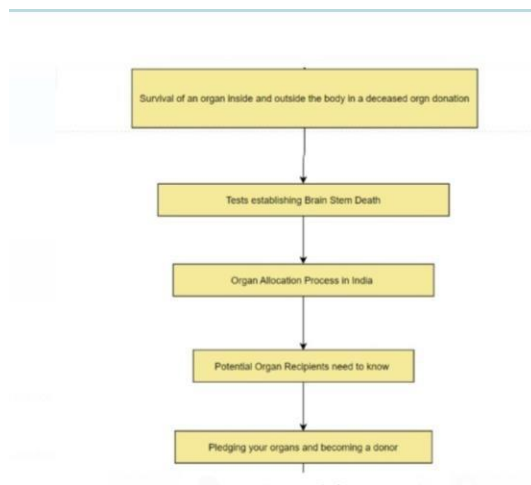 Survival of an organ inside and outside the body in a deceased orgn donation
Tests establishing Brain Stem Death
Organ Allocation Process in India
Potential Organ Recipients need to know
Pledging your organs and becoming a donor